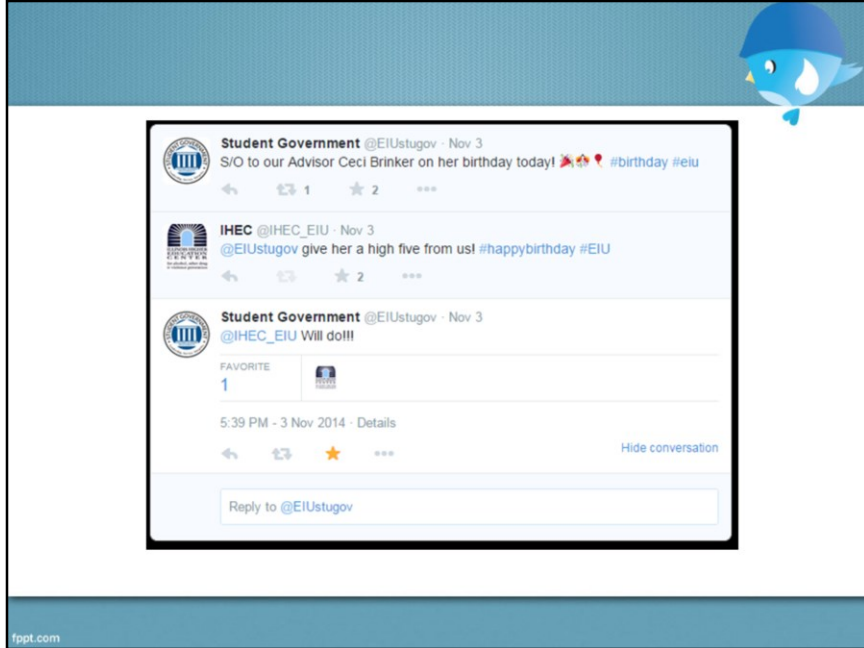 Student Government @EIUstugov · Nov 3
S/O to our Advisor Ceci Brinker on her birthday today! 🎉🎊🎈 #birthday #eiu
1 2
IHEC @IHEC_EIU · Nov 3
@EIUstugov give her a high five from us! #happybirthday #EIU
2
Student Government @EIUstugov · Nov 3
@IHEC_EIU Will do!!!
FAVORITE
1
5:39 PM - 3 Nov 2014 · Details
Hide conversation
Reply to @EIUstugov
fppt.com